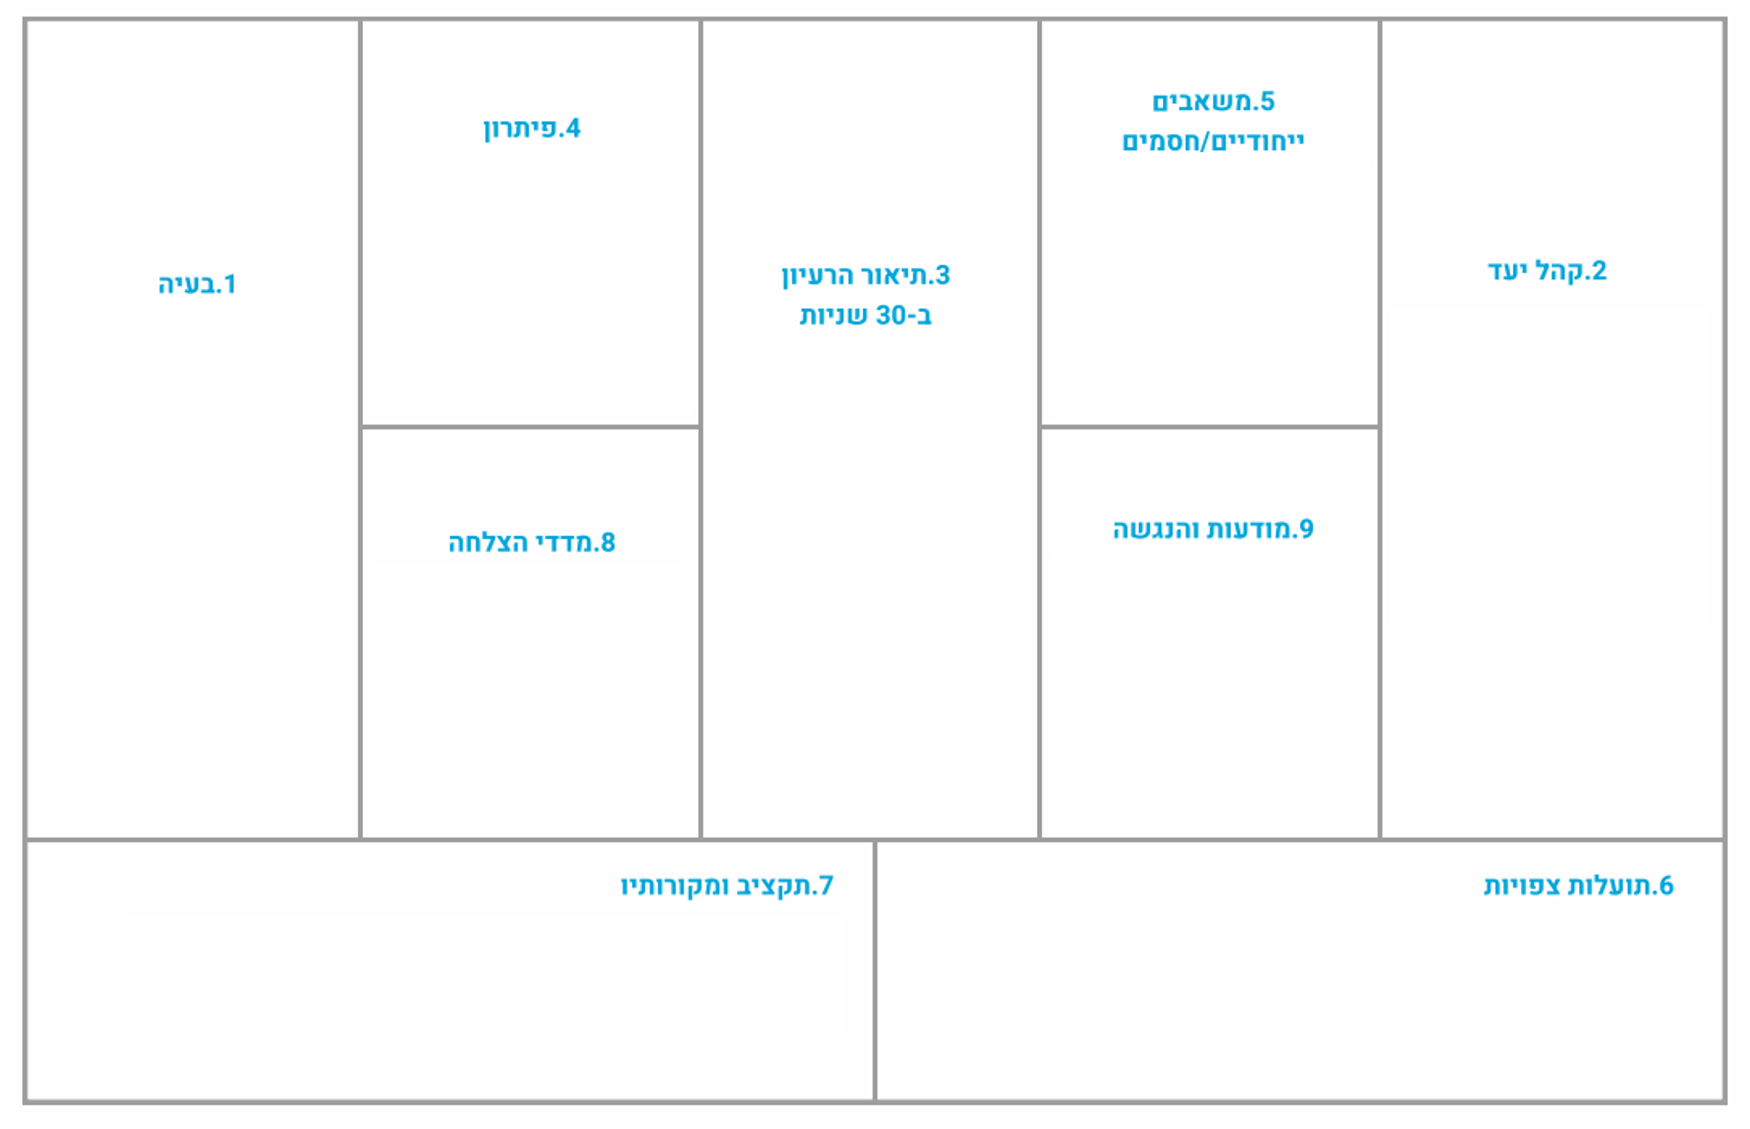 1.בעיה
2.קהל יעד
3.תיאור הרעיון
ב-30 שניות
4.פיתרון
5.משאבים
ייחודיים/חסמים
6.תועלות צפויות
7.תקציב ומקורותיו
8.מדדי הצלחה
9.מודעות והנגשה